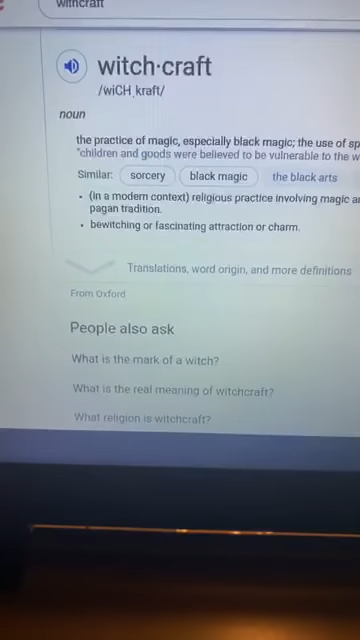 witchcraft
witch·craft
/wiCHˌkraft/
noun
the practice of magic, especially black magic; the use of sp
"children and goods were believed to be vulnerable to the w
Similar: sorcery black magic the black arts
• (in a modern context) religious practice involving magic a
pagan tradition.
• bewitching or fascinating attraction or charm.
Translations, word origin, and more definitions
From Oxford
People also ask
What is the mark of a witch?
What is the real meaning of witchcraft?
What religion is witchcraft?